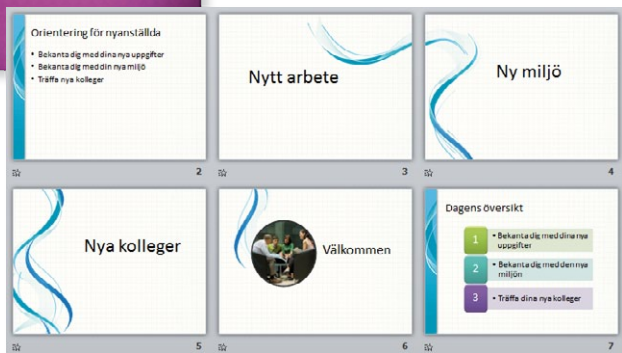 Orientering för nyanställda
• Bekanta dig med dina nya uppgifter
• Bekanta dig med din nya miljö
• Träffa nya kolleger
2
Nytt arbete
3
Ny miljö
4
Nya kolleger
5
Välkommen
6
Dagens översikt
1
• Bekanta dig med dina nya
uppgifter
2
• Bekanta dig med den nya
miljön
3
• Träffa dina nya kolleger
7